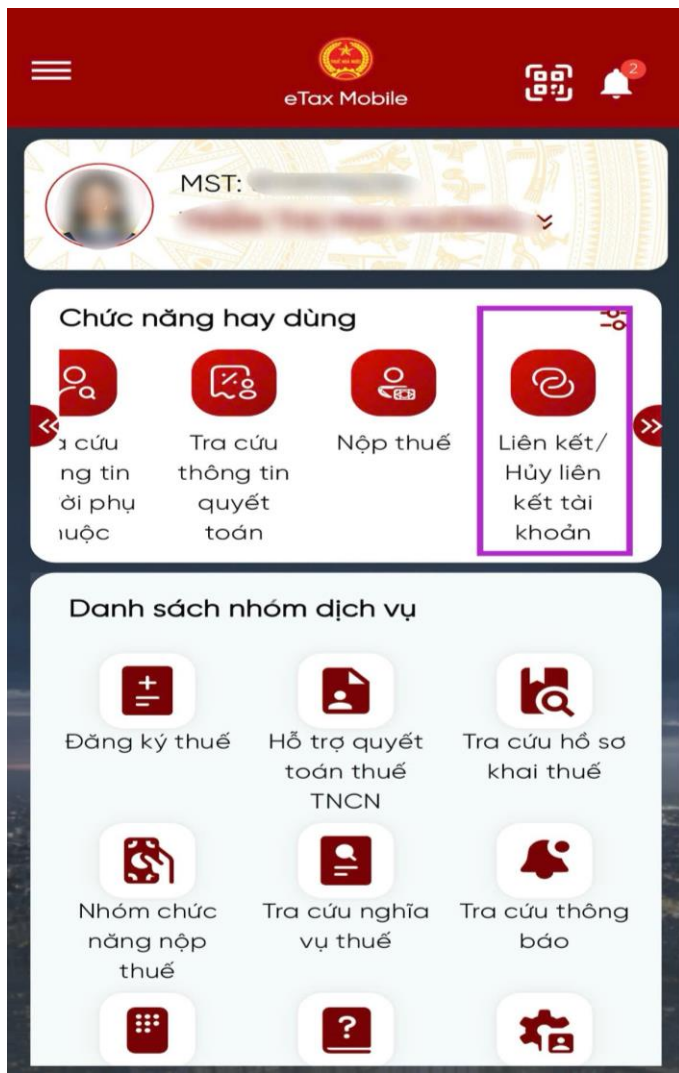 eTax Mobile
2
MST:
Chức năng hay dùng
cứu
Tra cứu
Nộp thuế
Liên kết/
ng tin
thông tin
Hủy liên
ời phụ
quyết
kết tài
uộc
toán
khoản
Danh sách nhóm dịch vụ
Đăng ký thuế
Hỗ trợ quyết
Tra cứu hồ sơ
toán thuế
khai thuế
TNCN
Nhóm chức
Tra cứu nghĩa
Tra cứu thông
năng nộp
vụ thuế
báo
thuế